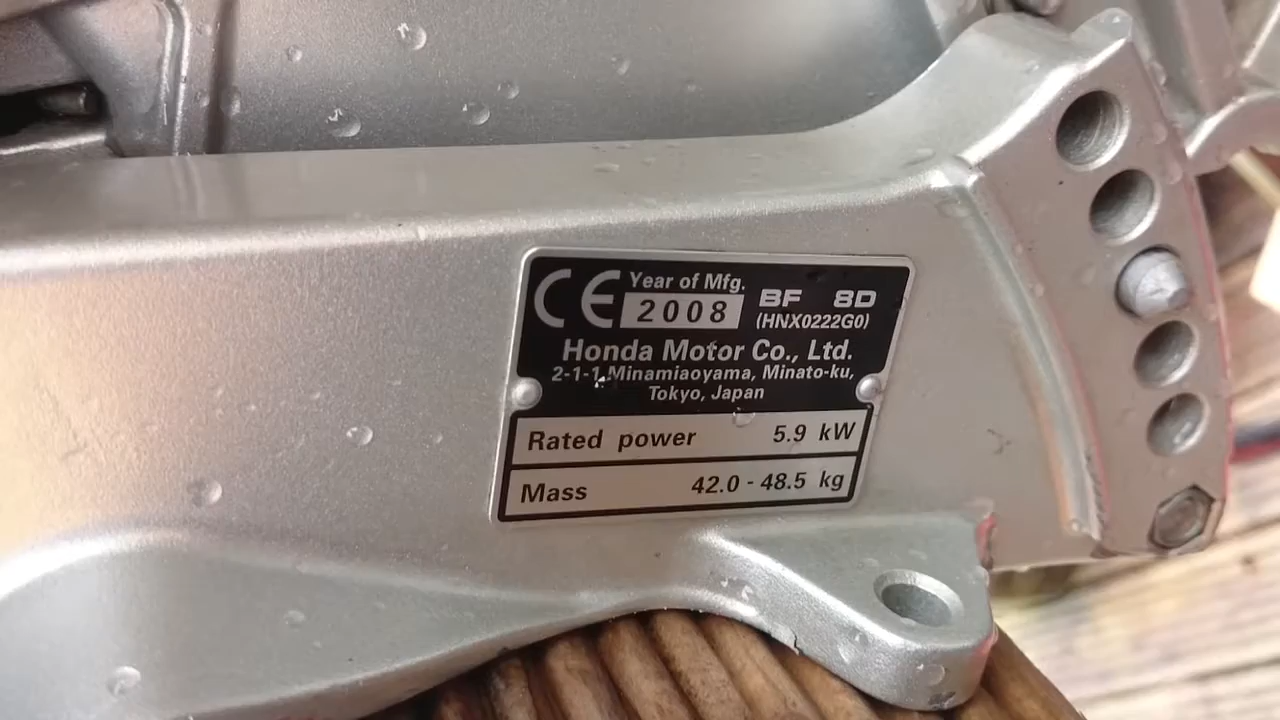 CE Year of Mfg.
2008 BF 8D
(HNX0222G0)
Honda Motor Co., Ltd.
2-1-1, Minamiaoyama, Minato-ku,
Tokyo, Japan
Rated power 5.9 kW
Mass 42.0 - 48.5 kg